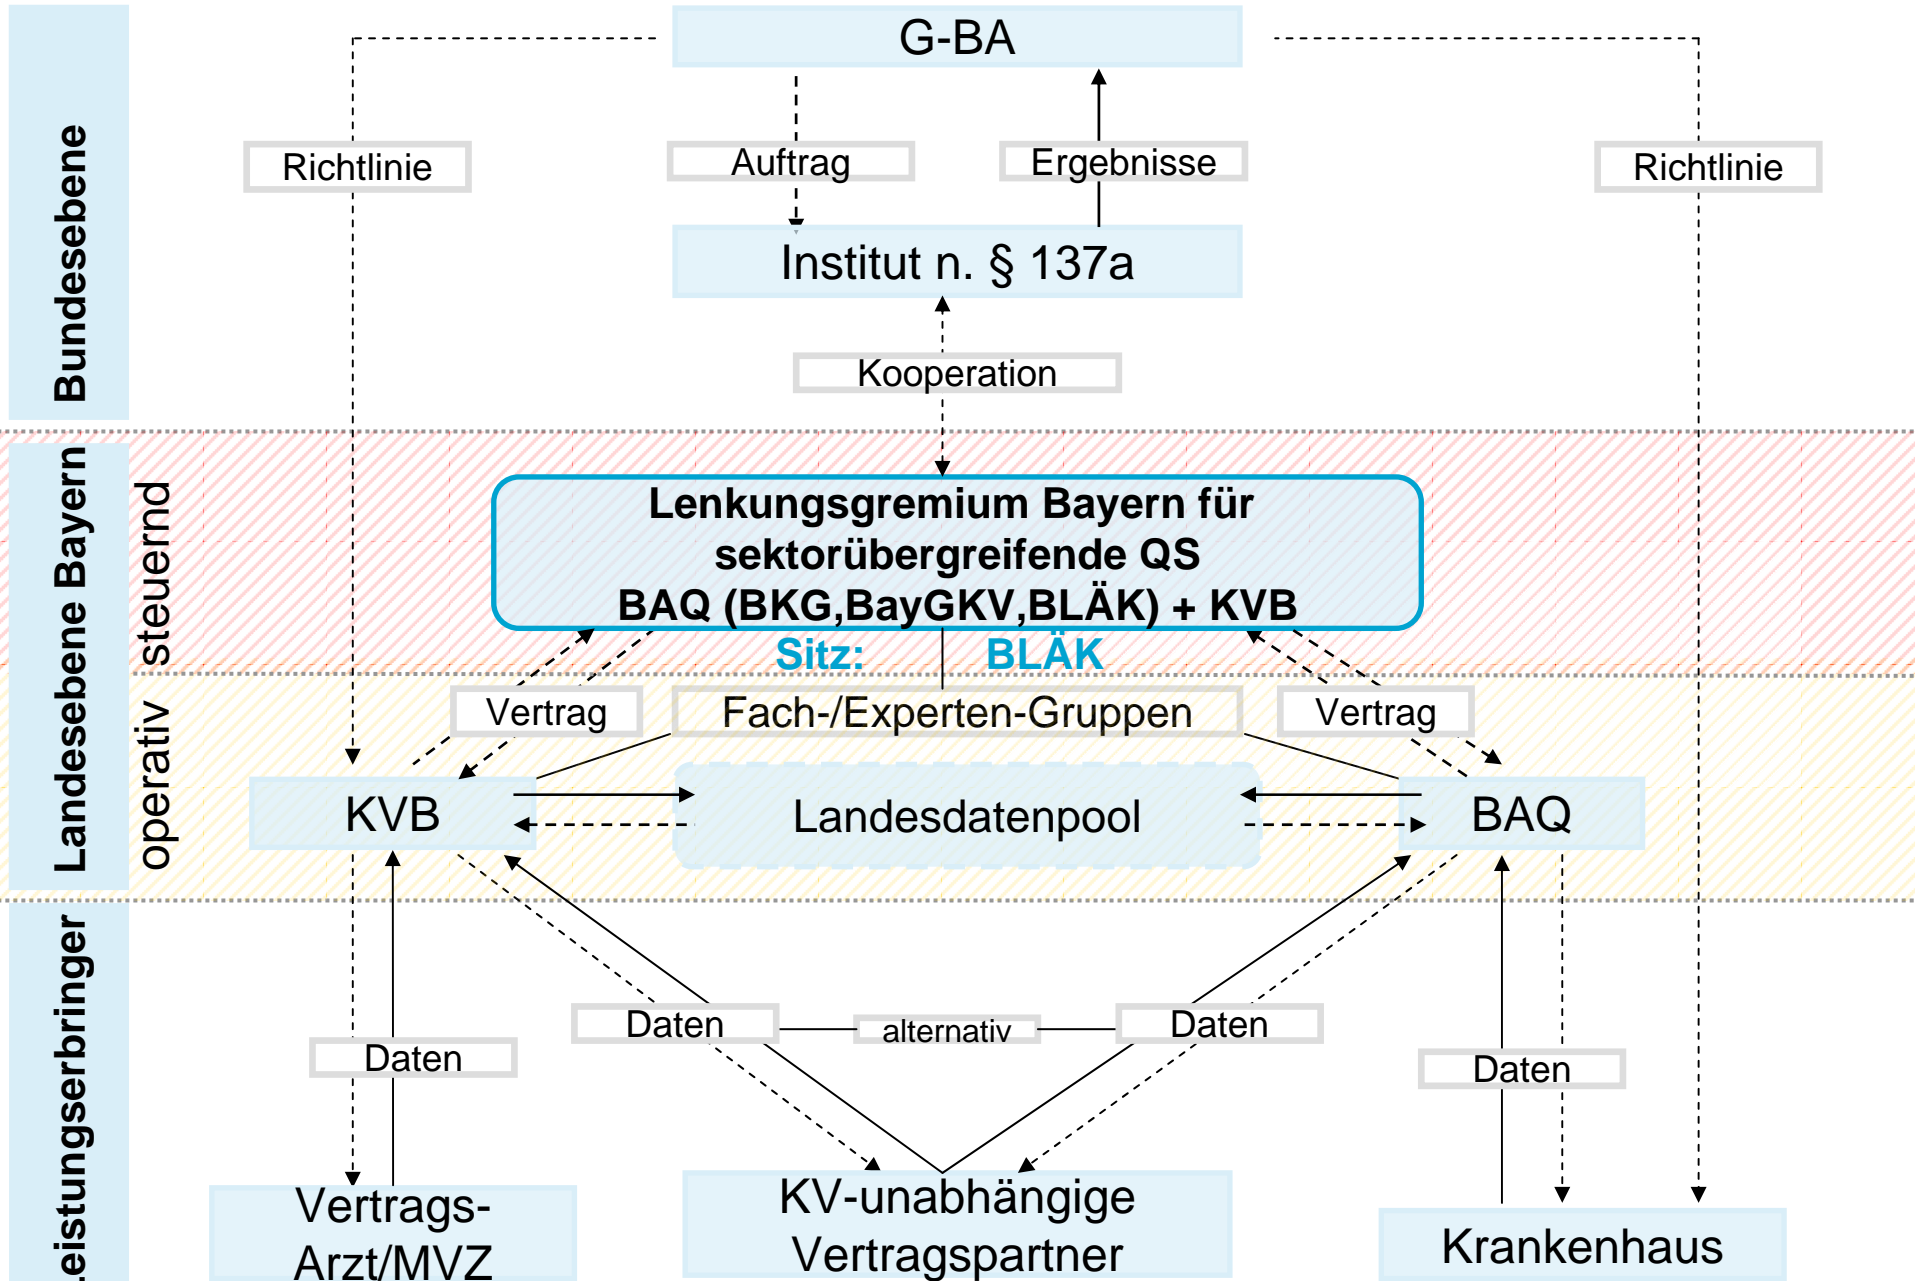 G-BA
Richtlinie
Auftrag
Ergebnisse
Richtlinie
Institut n. § 137a
Kooperation
Bundesebene
Lenkungsgremium Bayern für
sektorübergreifende QS
BAQ (BKG,BayGKV,BLÄK) + KVB
Sitz: BLÄK
Landesebene Bayern
steuernd
operativ
Vertrag
Fach-/Experten-Gruppen
Vertrag
KVB
Landesdatenpool
BAQ
Daten
Daten
alternativ
Daten
Daten
eistungserbringer
Vertrags-
Arzt/MVZ
KV-unabhängige
Vertragspartner
Krankenhaus